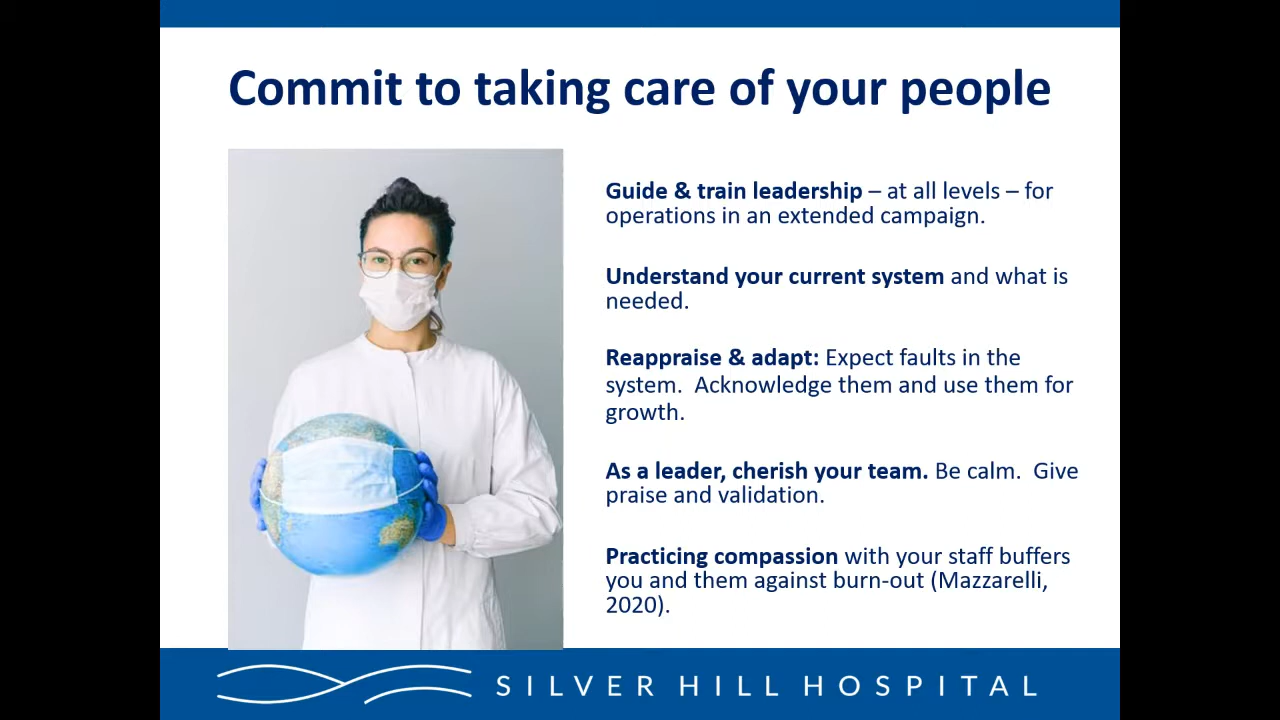 Commit to taking care of your people
Guide & train leadership – at all levels – for
operations in an extended campaign.
Understand your current system and what is
needed.
Reappraise & adapt: Expect faults in the
system.  Acknowledge them and use them for
growth.
As a leader, cherish your team. Be calm.  Give
praise and validation.
Practicing compassion with your staff buffers
you and them against burn-out (Mazzarelli,
2020).
SILVER HILL HOSPITAL